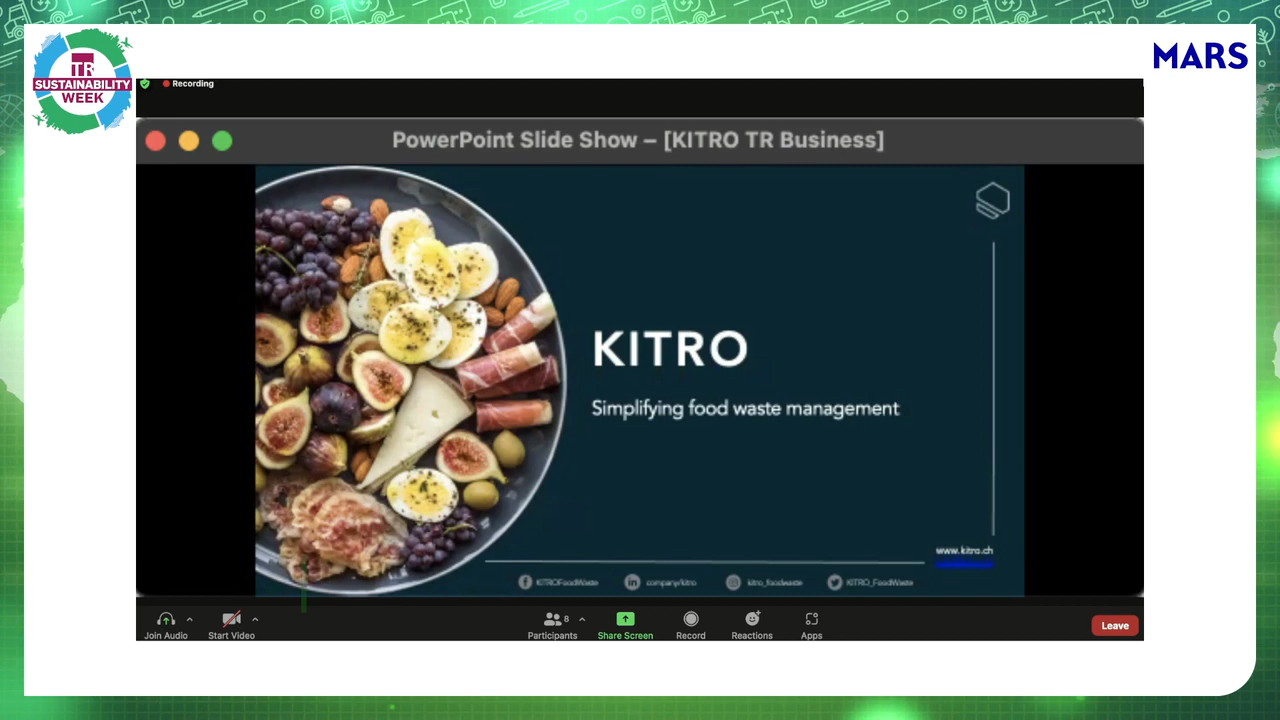 TR
SUSTAINABILITY
WEEK
MARS
Recording
PowerPoint Slide Show – [KITRO TR Business]
KITRO
Simplifying food waste management
www.kitro.ch
KITROFoodWaste
company/kitro
kitro_foodwaste
KITRO_FoodWaste
Join Audio
Start Video
Participants
8
Share Screen
Record
Reactions
Apps
Leave